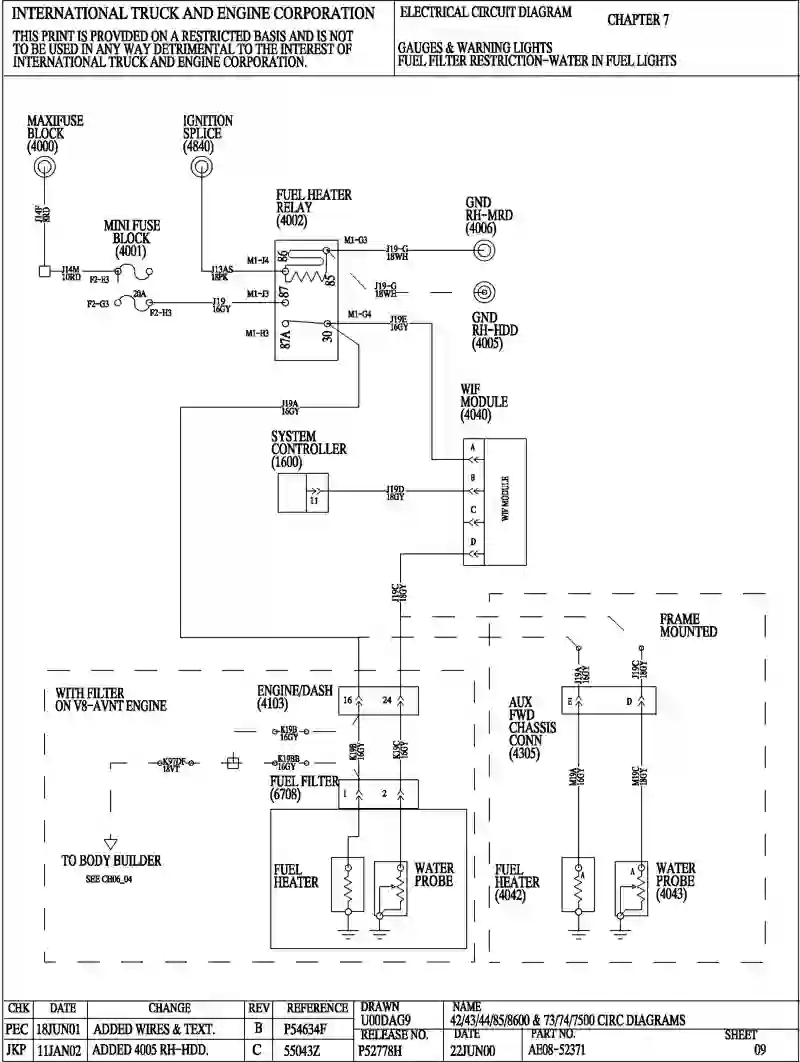 INTERNATIONAL TRUCK AND ENGINE CORPORATION
THIS PRINT IS PROVIDED ON A RESTRICTED BASIS AND IS NOT
TO BE USED IN ANY WAY DETRIMENTAL TO THE INTEREST OF
INTERNATIONAL TRUCK AND ENGINE CORPORATION.
ELECTRICAL CIRCUIT DIAGRAM
CHAPTER 7
GAUGES & WARNING LIGHTS
FUEL FILTER RESTRICTION-WATER IN FUEL LIGHTS
MAXIFUSE
BLOCK
(4000)
IGNITION
SPLICE
(4840)
J14F
8RD
MINI FUSE
BLOCK
(4001)
J14M
10RD
F2-H3
F2-G3
20A
F2-H3
J13AS
18PK
J19
16GY
FUEL HEATER
RELAY
(4002)
M1-J4
M1-J3
M1-H3
86
85
87
87A
30
M1-G3
M1-G4
J19-G
18WH
J19-G
18WH
J19E
16GY
GND
RH-MRD
(4006)
GND
RH-HDD
(4005)
J19A
16GY
WIF
MODULE
(4040)
A
B
C
D
WIF MODULE
SYSTEM
CONTROLLER
(1600)
11
J19D
18GY
J19C
18GY
FRAME
MOUNTED
J19A
16GY
J19C
18GY
WITH FILTER
ON V8-AVNT ENGINE
ENGINE/DASH
(4103)
16
24
K19B
16GY
K19B
16GY
K19C
16GY
K97DF
18VT
K19BB
16GY
FUEL FILTER
(6708)
1
2
TO BODY BUILDER
SEE CH06_04
FUEL
HEATER
WATER
PROBE
AUX
FWD
CHASSIS
CONN
(4305)
E
D
M19A
16GY
M19C
18GY
FUEL
HEATER
(4042)
A
A
WATER
PROBE
(4043)
CHK DATE CHANGE REV REFERENCE
PEC 18JUN01 ADDED WIRES & TEXT. B P54634F
JKP 11JAN02 ADDED 4005 RH-HDD. C 55043Z
DRAWN
U00DAG9
RELEASE NO.
P52778H
NAME
42/43/44/85/8600 & 73/74/7500 CIRC DIAGRAMS
DATE
22JUN00
PART NO.
AE08-52371
SHEET
09